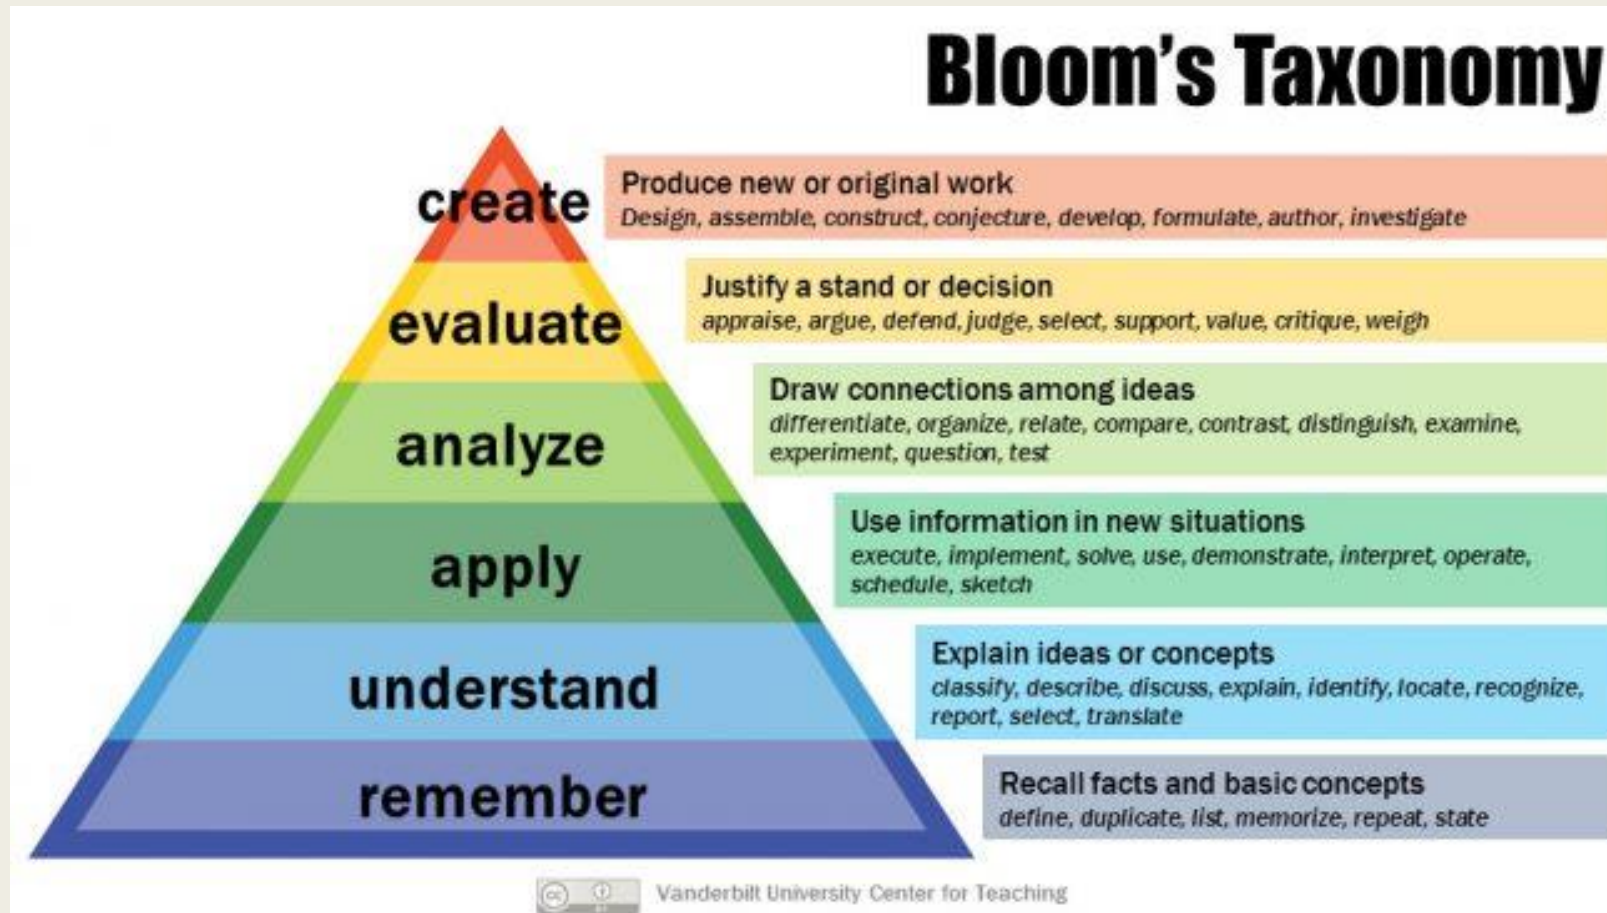 Bloom's Taxonomy
create
Produce new or original work
Design, assemble, construct, conjecture, develop, formulate, author, investigate
evaluate
Justify a stand or decision
appraise, argue, defend, judge, select, support, value, critique, weigh
analyze
Draw connections among ideas
differentiate, organize, relate, compare, contrast, distinguish, examine,
experiment, question, test
apply
Use information in new situations
execute, implement, solve, use, demonstrate, interpret, operate,
schedule, sketch
understand
Explain ideas or concepts
classify, describe, discuss, explain, identify, locate, recognize,
report, select, translate
remember
Recall facts and basic concepts
define, duplicate, list, memorize, repeat, state
cc
Vanderbilt University Center for Teaching